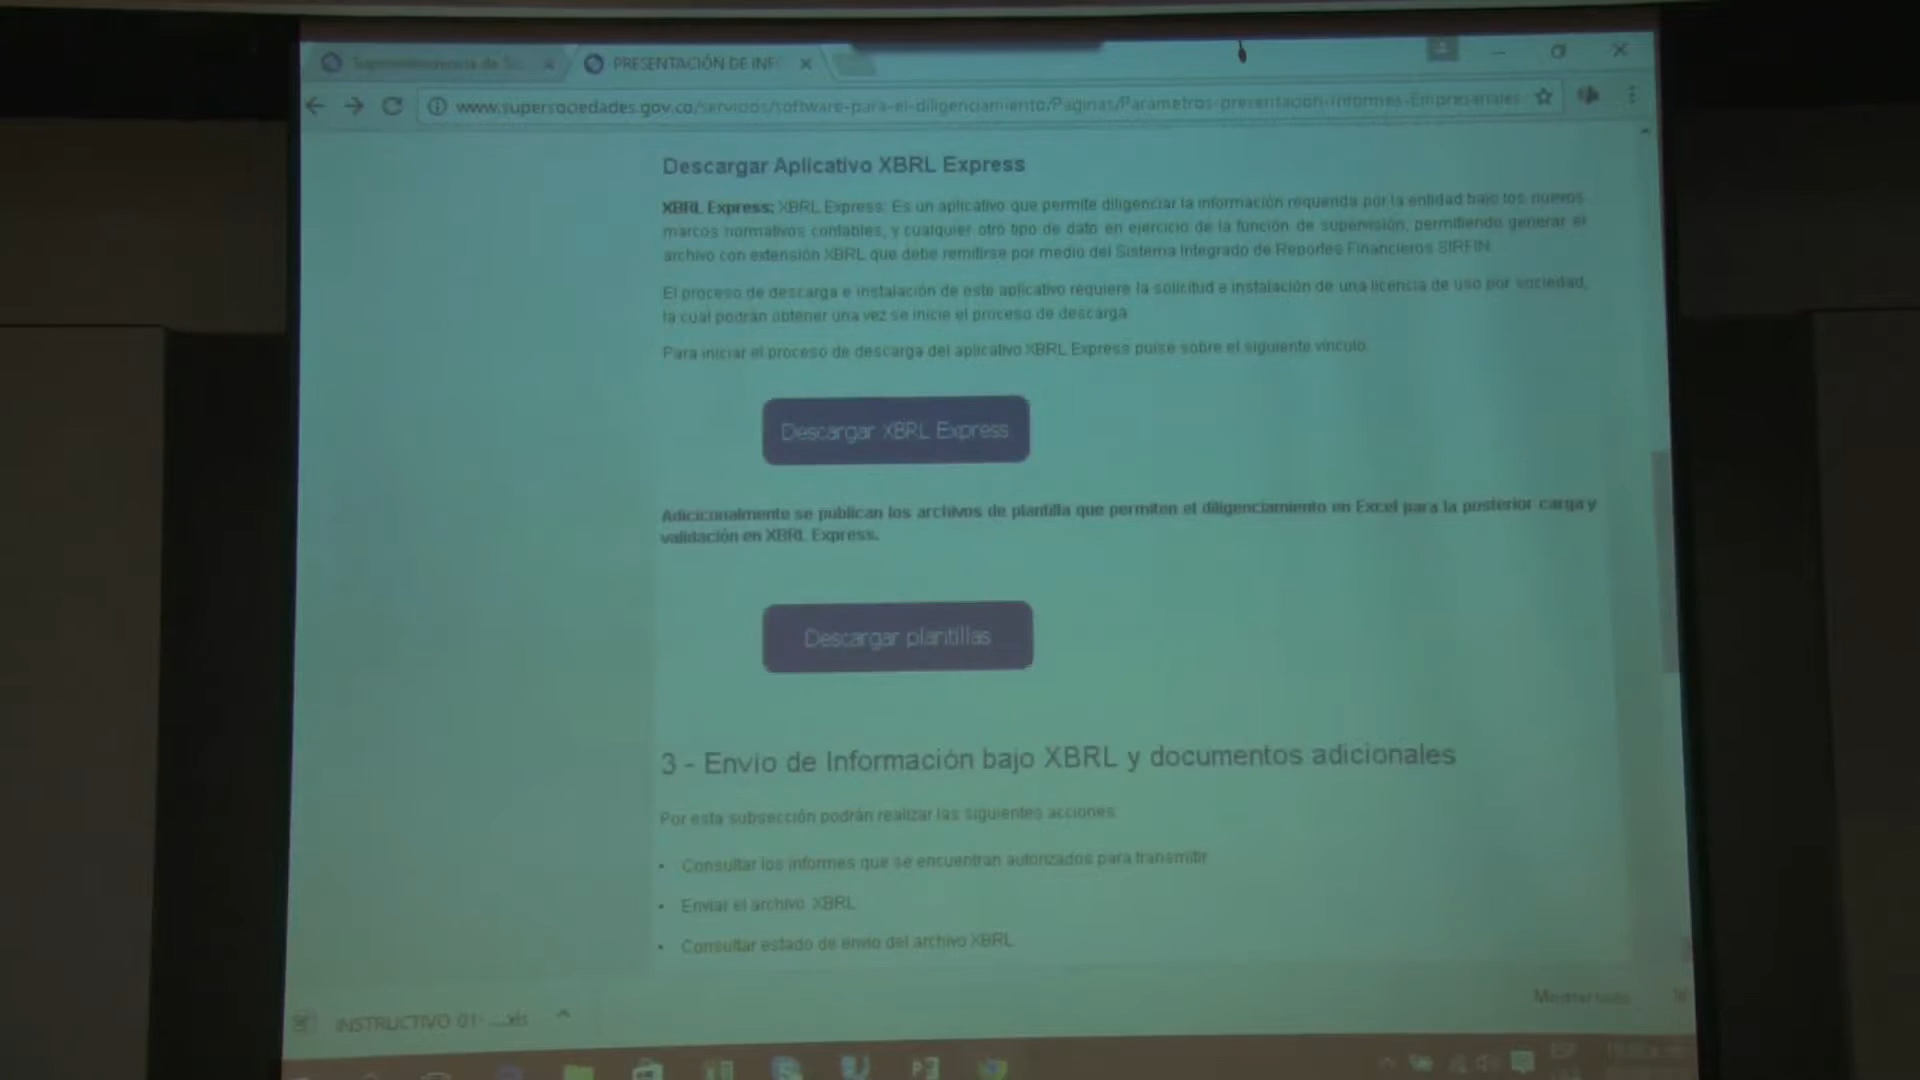 Superintendencia de So
PRESENTACIÓN DE INF
www.supersociedades.gov.co/servicios/software-para-el-diligenciamiento/Paginas/Parametros-presentacion-Informes-Empresariales
Descargar Aplicativo XBRL Express
XBRL Express: XBRL Express: Es un aplicativo que permite diligenciar la información requerida por la entidad bajo los nuevos
marcos normativos contables, y cualquier otro tipo de dato en ejercicio de la función de supervisión, permitiendo generar el
archivo con extensión XBRL que debe remitirse por medio del Sistema Integrado de Reportes Financieros SIRFIN.
El proceso de descarga e instalación de este aplicativo requiere la solicitud e instalación de una licencia de uso por sociedad,
la cual podrán obtener una vez se inicie el proceso de descarga.
Para iniciar el proceso de descarga del aplicativo XBRL Express pulse sobre el siguiente vínculo.
Descargar XBRL Express
Adicionalmente se publican los archivos de plantilla que permiten el diligenciamiento en Excel para la posterior carga y
validación en XBRL Express.
Descargar plantillas
3 - Envio de Información bajo XBRL y documentos adicionales
Por esta subsección podrán realizar las siguientes acciones:
• Consultar los informes que se encuentran autorizados para transmitir
• Enviar el archivo XBRL
• Consultar estado de envio del archivo XBRL
INSTRUCTIVO 01-....xls
Mostrar todo
ESP